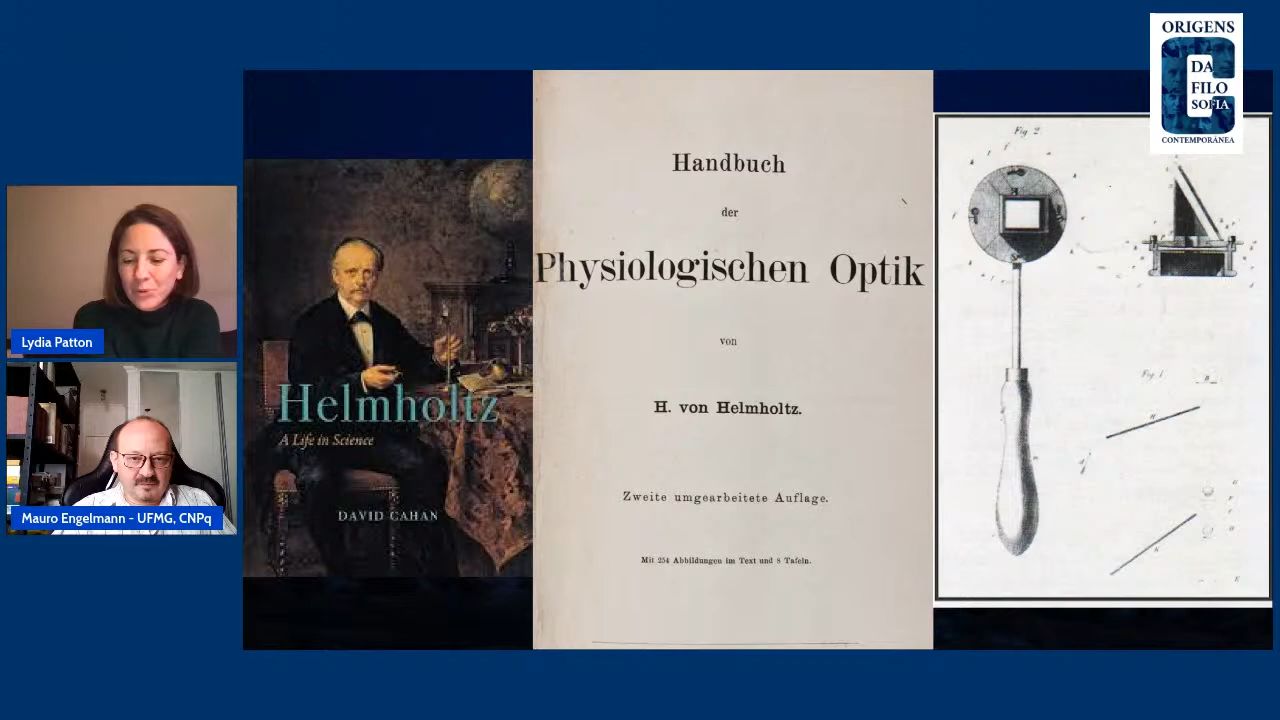 ORIGENS
DA
FILO
SOFIA
CONTEMPORÂNEA
Lydia Patton
Mauro Engelmann - UFMG, CNPq
Helmholtz
A Life in Science
DAVID CAHAN
Handbuch
der
Physiologischen Optik
von
H. von Helmholtz.
Zweite umgearbeitete Auflage.
Mit 254 Abbildungen im Text und 8 Tafeln.
Fig 2.
Fig. 1.